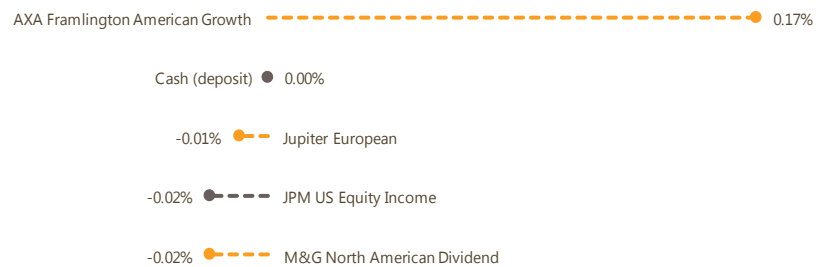 AXA Framlington American Growth 0.17%
Cash (deposit) 0.00%
-0.01% Jupiter European
-0.02% JPM US Equity Income
-0.02% M&G North American Dividend